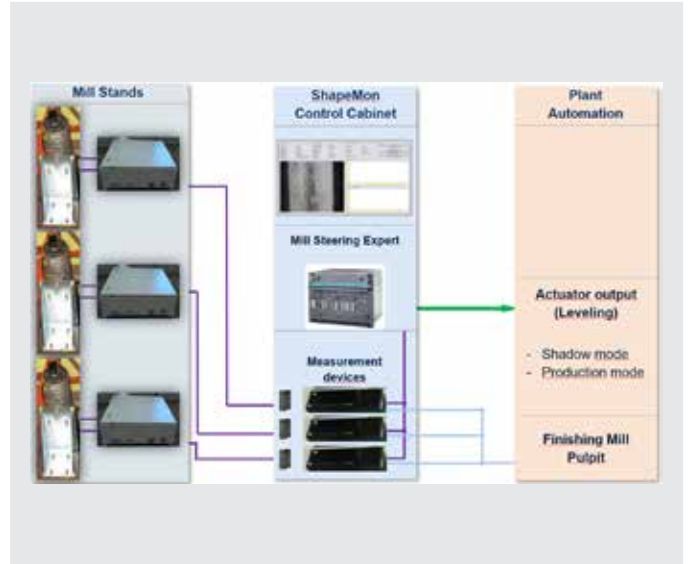 Mill Stands
ShapeMon
Control Cabinet
Mill Steering Expert
Measurement
devices
Plant
Automation
Actuator output
(Leveling)
- Shadow mode
- Production mode
Finishing Mill
Pulpit